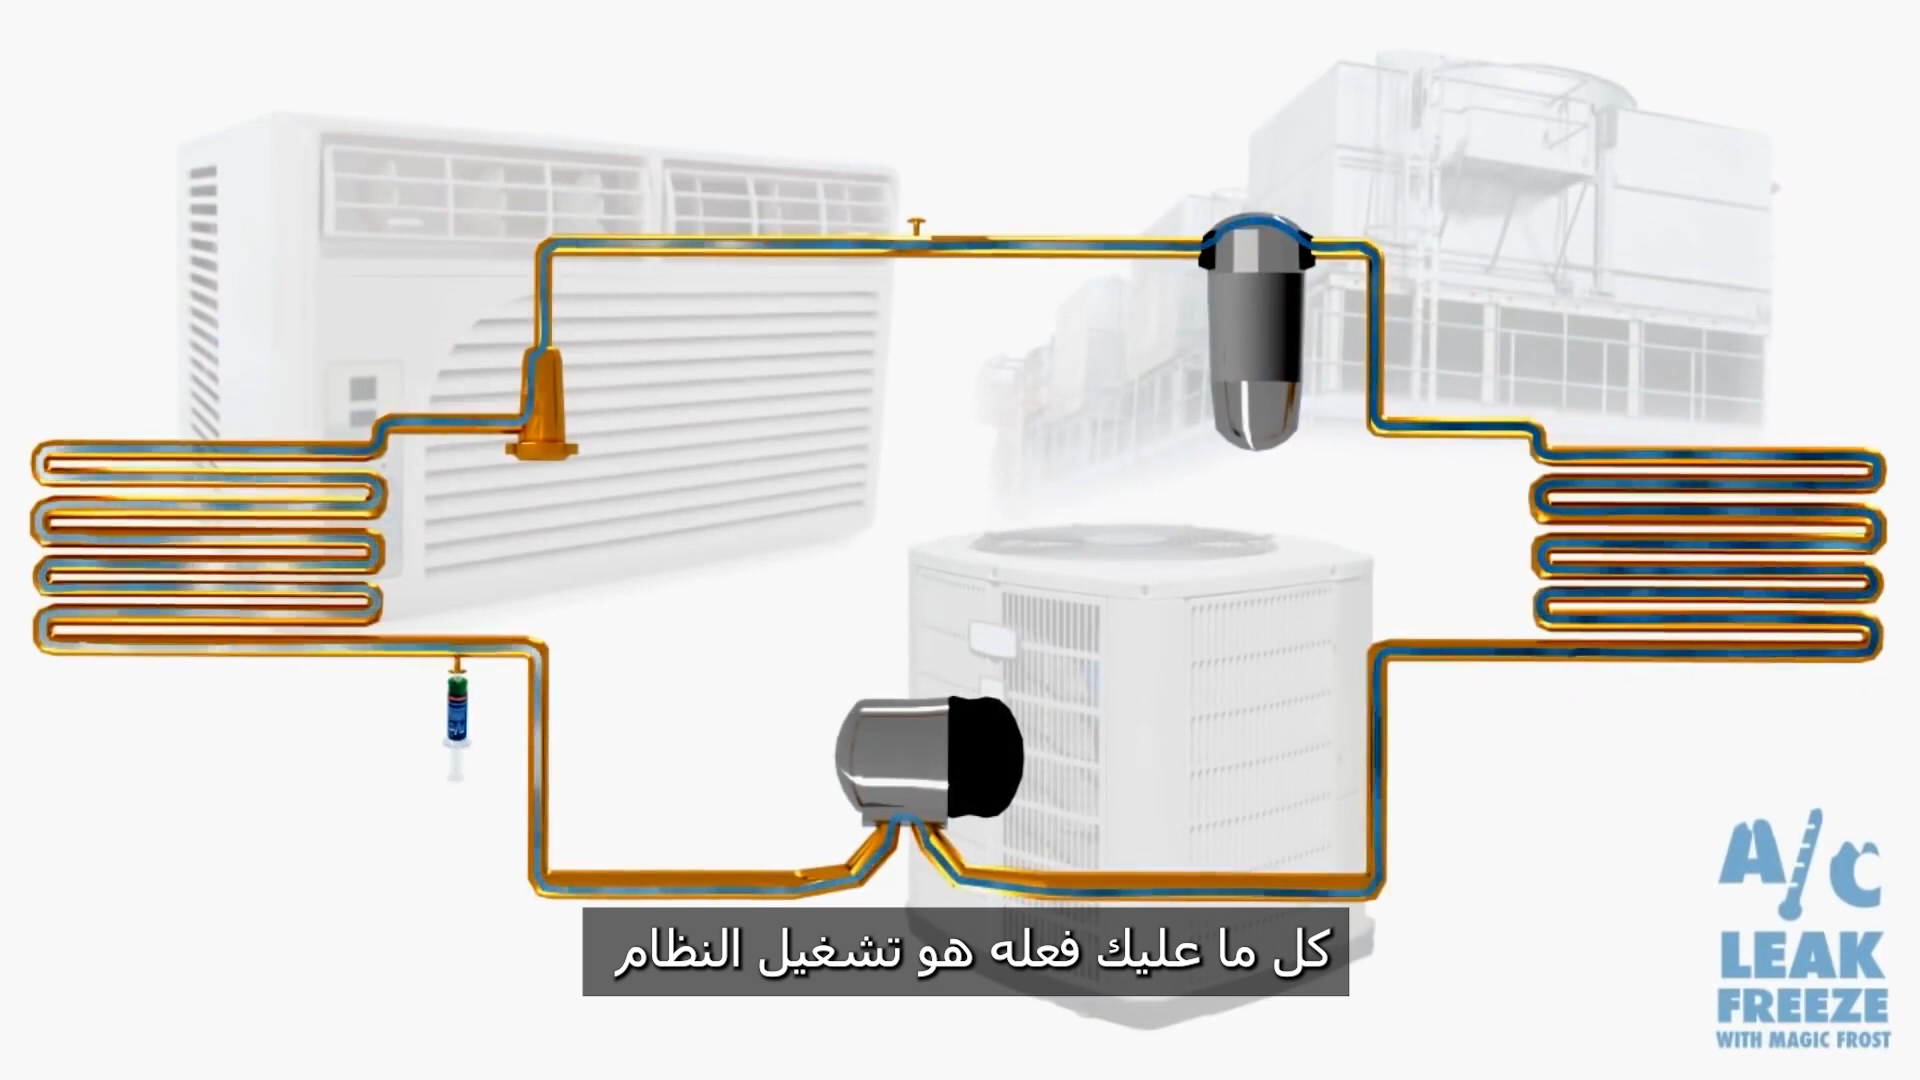 كل ما عليك فعله هو تشغيل النظام
A/C
LEAK
FREEZE
WITH MAGIC FROST